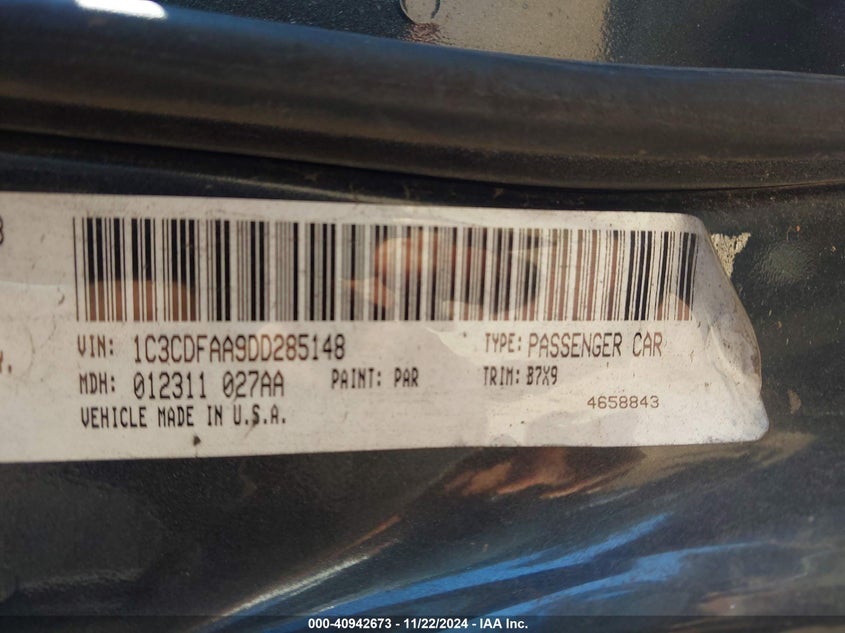 VIN: 1C3CDFAA9DD285148 TYPE: PASSENGER CAR
MDH: 012311 027AA PAINT: PAR TRIM: B7X9
VEHICLE MADE IN U.S.A. 4658843
000-40942673 - 11/22/2024 - IAA Inc.